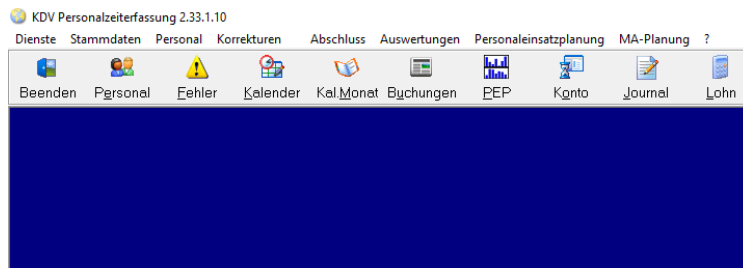 KDV Personalzeiterfassung 2.33.1.10
Dienste Stammdaten Personal Korrekturen Abschluss Auswertungen Personaleinsatzplanung MA-Planung ?
Beenden Personal Fehler Kalender Kal.Monat Buchungen PEP Konto Journal Lohn